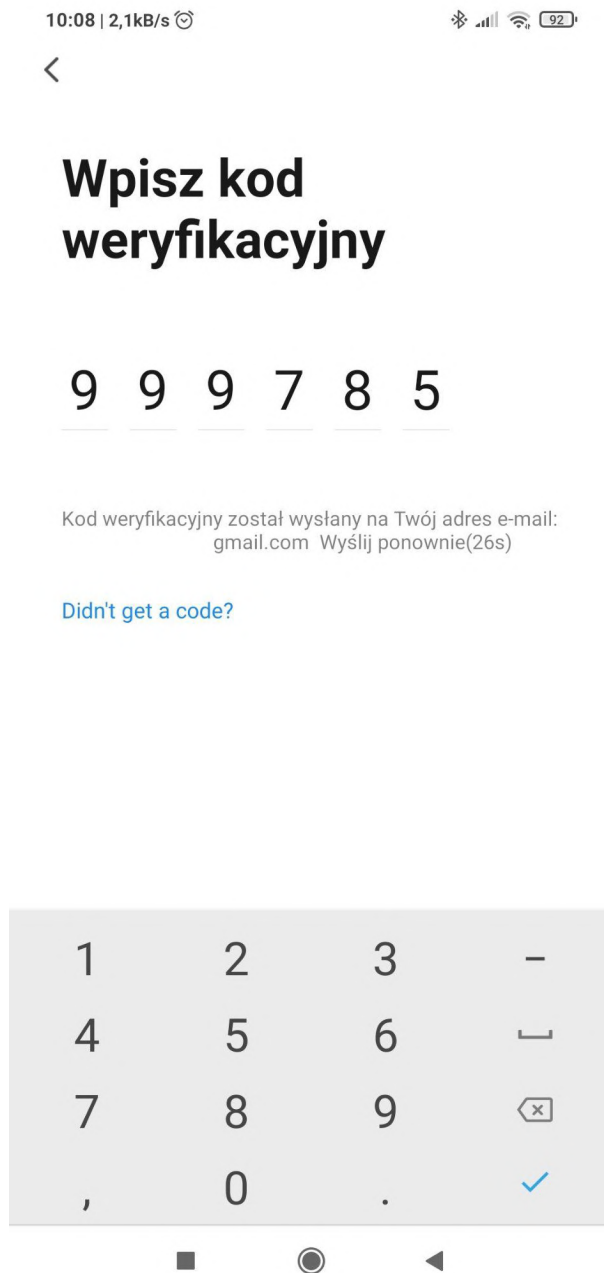 10:08 | 2,1kB/s 92
Wpisz kod
weryfikacyjny
9 9 9 7 8 5
Kod weryfikacyjny został wysłany na Twój adres e-mail:
gmail.com Wyślij ponownie(26s)
Didn't get a code?
1 2 3 –
4 5 6
7 8 9
, 0 .